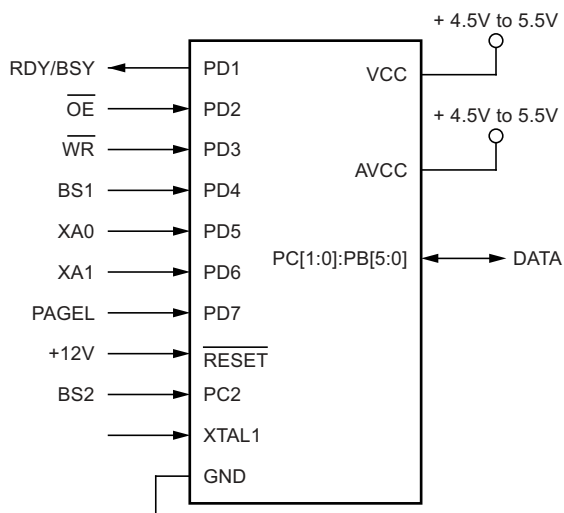 + 4.5V to 5.5V
RDY/BSY PD1 VCC
OE PD2
+ 4.5V to 5.5V
WR PD3
BS1 PD4 AVCC
XA0 PD5
PC[1:0]:PB[5:0] DATA
XA1 PD6
PAGEL PD7
+12V RESET
BS2 PC2
XTAL1
GND